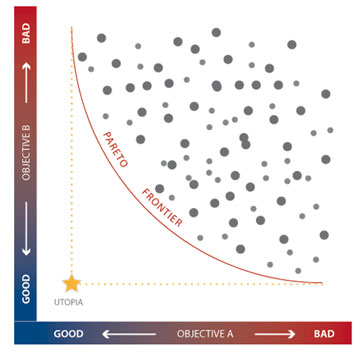 BAD
OBJECTIVE B
GOOD
PARETO
FRONTIER
UTOPIA
GOOD
OBJECTIVE A
BAD